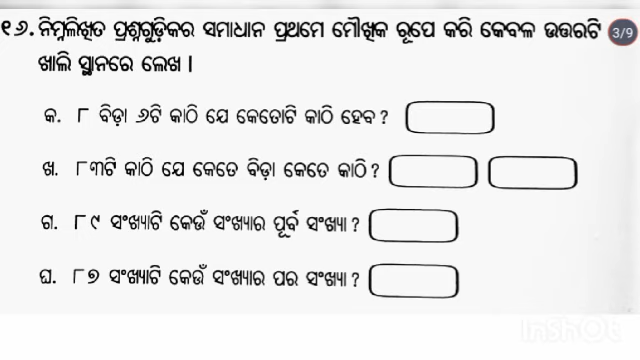 ୧୬. ନିମ୍ନଲିଖିତ ପ୍ରଶ୍ନଗୁଡ଼ିକର ସମାଧାନ ପ୍ରଥମେ ମୌଖିକ ରୂପେ କରି କେବଳ ଉତ୍ତରଟି 3/9
ଖାଲି ସ୍ଥାନରେ ଲେଖ ।
କ. ୮ ବିଡ଼ା ୬ଟି କାଠି ଯେ କେତୋଟି କାଠି ହେବ ?
ଖ. ୮୩ଟି କାଠି ଯେ କେତେ ବିଡ଼ା କେତେ କାଠି ?
ଗ. ୮୯ ସଂଖ୍ୟାଟି କେଉଁ ସଂଖ୍ୟାର ପୂର୍ବ ସଂଖ୍ୟା ?
ଘ. ୮୭ ସଂଖ୍ୟାଟି କେଉଁ ସଂଖ୍ୟାର ପର ସଂଖ୍ୟା ?
InShOt